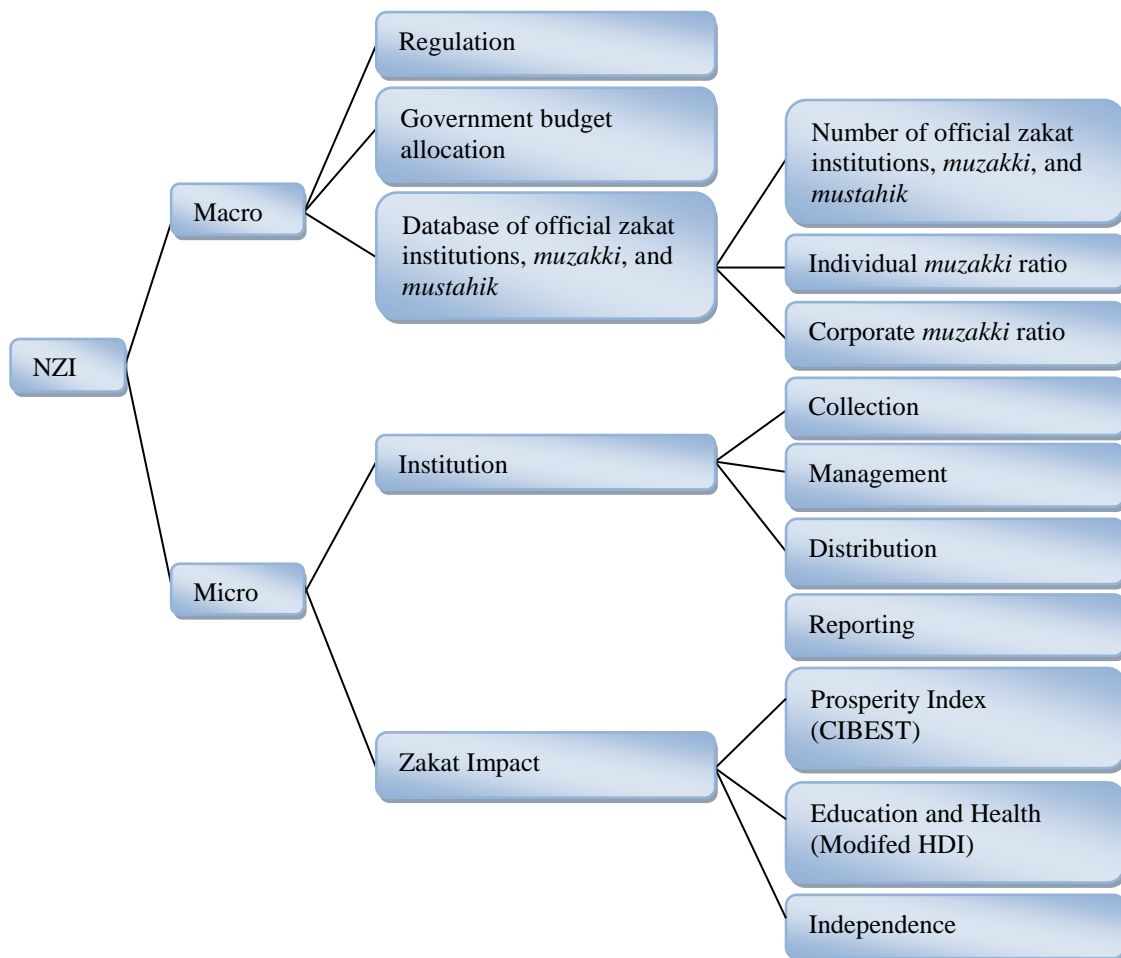 NZI
Macro
Regulation
Government budget
allocation
Database of official zakat
institutions, muzakki, and
mustahik
Number of official zakat
institutions, muzakki, and
mustahik
Individual muzakki ratio
Corporate muzakki ratio
Micro
Institution
Collection
Management
Distribution
Reporting
Zakat Impact
Prosperity Index
(CIBEST)
Education and Health
(Modifed HDI)
Independence